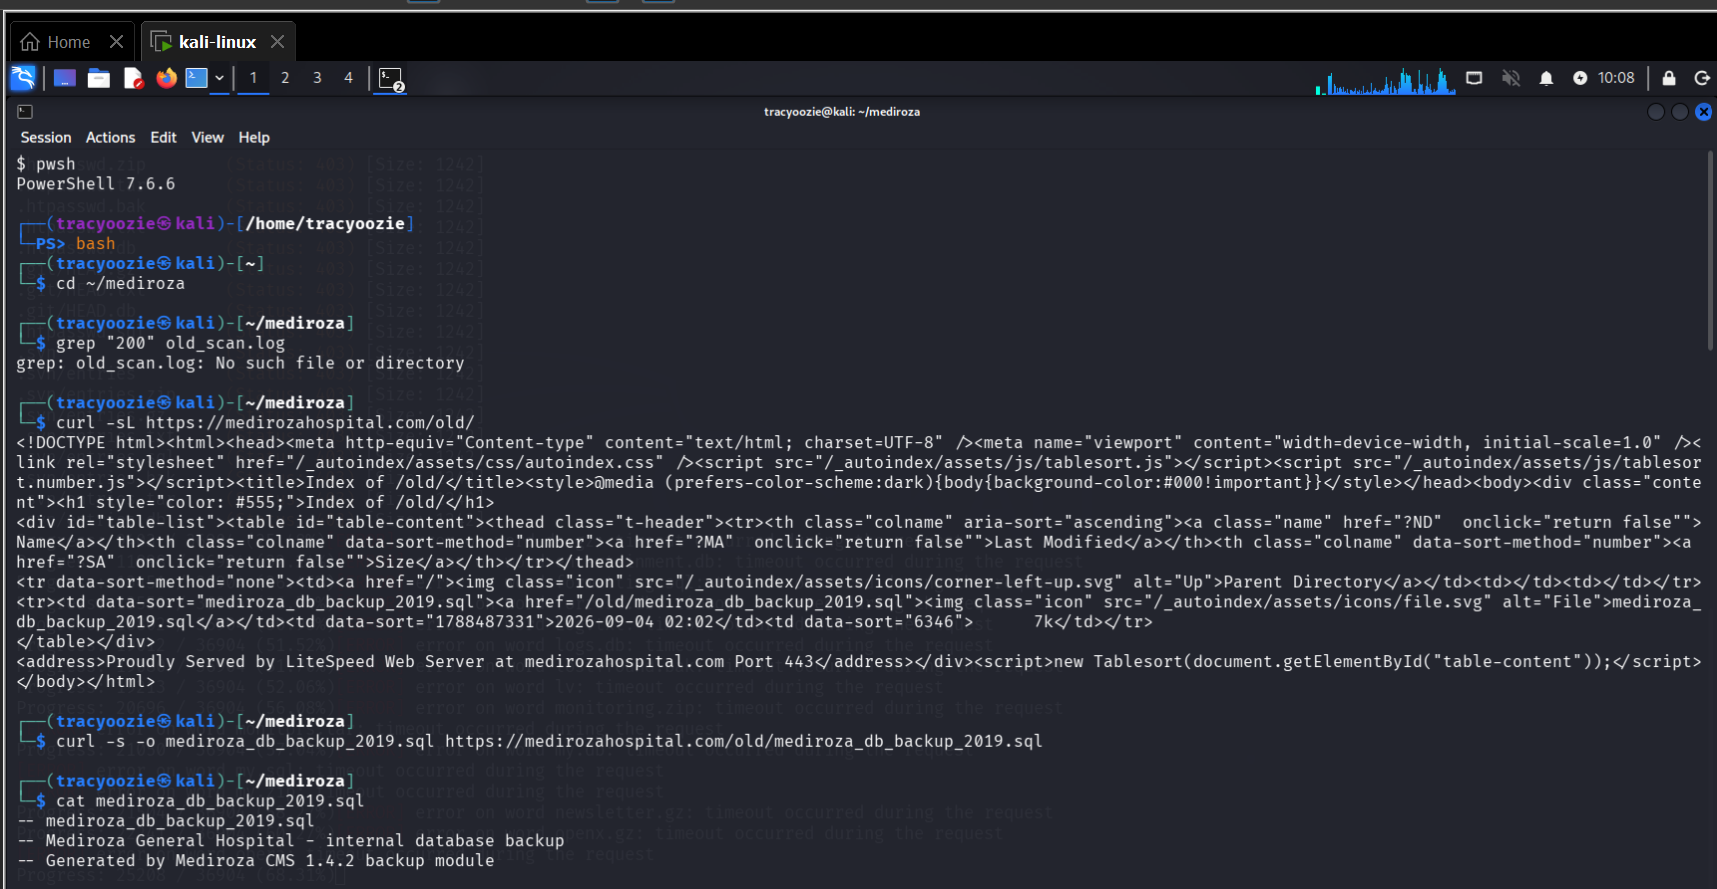 Home
kali-linux
1 2 3 4
2
10:08
tracyoozie@kali: ~/mediroza
Session Actions Edit View Help
$ pwsh
PowerShell 7.6.6
┌──(tracyoozie㉿kali)-[/home/tracyoozie]
└─PS> bash
┌──(tracyoozie㉿kali)-[~]
└─$ cd ~/mediroza
┌──(tracyoozie㉿kali)-[~/mediroza]
└─$ grep "200" old_scan.log
grep: old_scan.log: No such file or directory
┌──(tracyoozie㉿kali)-[~/mediroza]
└─$ curl -sL https://medirozahospital.com/old/
<!DOCTYPE html><html><head><meta http-equiv="Content-type" content="text/html; charset=UTF-8" /><meta name="viewport" content="width=device-width, initial-scale=1.0" /><
link rel="stylesheet" href="/_autoindex/assets/css/autoindex.css" /><script src="/_autoindex/assets/js/tablesort.js"></script><script src="/_autoindex/assets/js/tablesor
t.number.js"></script><title>Index of /old/</title><style>@media (prefers-color-scheme:dark){body{background-color:#000!important}}</style></head><body><div class="conte
nt"><h1 style="color: #555;">Index of /old/</h1>
<div id="table-list"><table id="table-content"><thead class="t-header"><tr><th class="colname" aria-sort="ascending"><a class="name" href="?ND"  onclick="return false"">
Name</a></th><th class="colname" data-sort-method="number"><a href="?MA"  onclick="return false"">Last Modified</a></th><th class="colname" data-sort-method="number"><a
href="?SA"  onclick="return false"">Size</a></th></tr></thead>
<tr data-sort-method="none"><td><a href="/"><img class="icon" src="/_autoindex/assets/icons/corner-left-up.svg" alt="Up">Parent Directory</a></td><td></td><td></td></tr>
<tr><td data-sort="mediroza_db_backup_2019.sql"><a href="/old/mediroza_db_backup_2019.sql"><img class="icon" src="/_autoindex/assets/icons/file.svg" alt="File">mediroza_
db_backup_2019.sql</a></td><td data-sort="1788487331">2026-09-04 02:02</td><td data-sort="6346">      7k</td></tr>
</table></div>
<address>Proudly Served by LiteSpeed Web Server at medirozahospital.com Port 443</address></div><script>new Tablesort(document.getElementById("table-content"));</script>
</body></html>
┌──(tracyoozie㉿kali)-[~/mediroza]
└─$ curl -s -o mediroza_db_backup_2019.sql https://medirozahospital.com/old/mediroza_db_backup_2019.sql
┌──(tracyoozie㉿kali)-[~/mediroza]
└─$ cat mediroza_db_backup_2019.sql
-- mediroza_db_backup_2019.sql
-- Mediroza General Hospital - internal database backup
-- Generated by Mediroza CMS 1.4.2 backup module